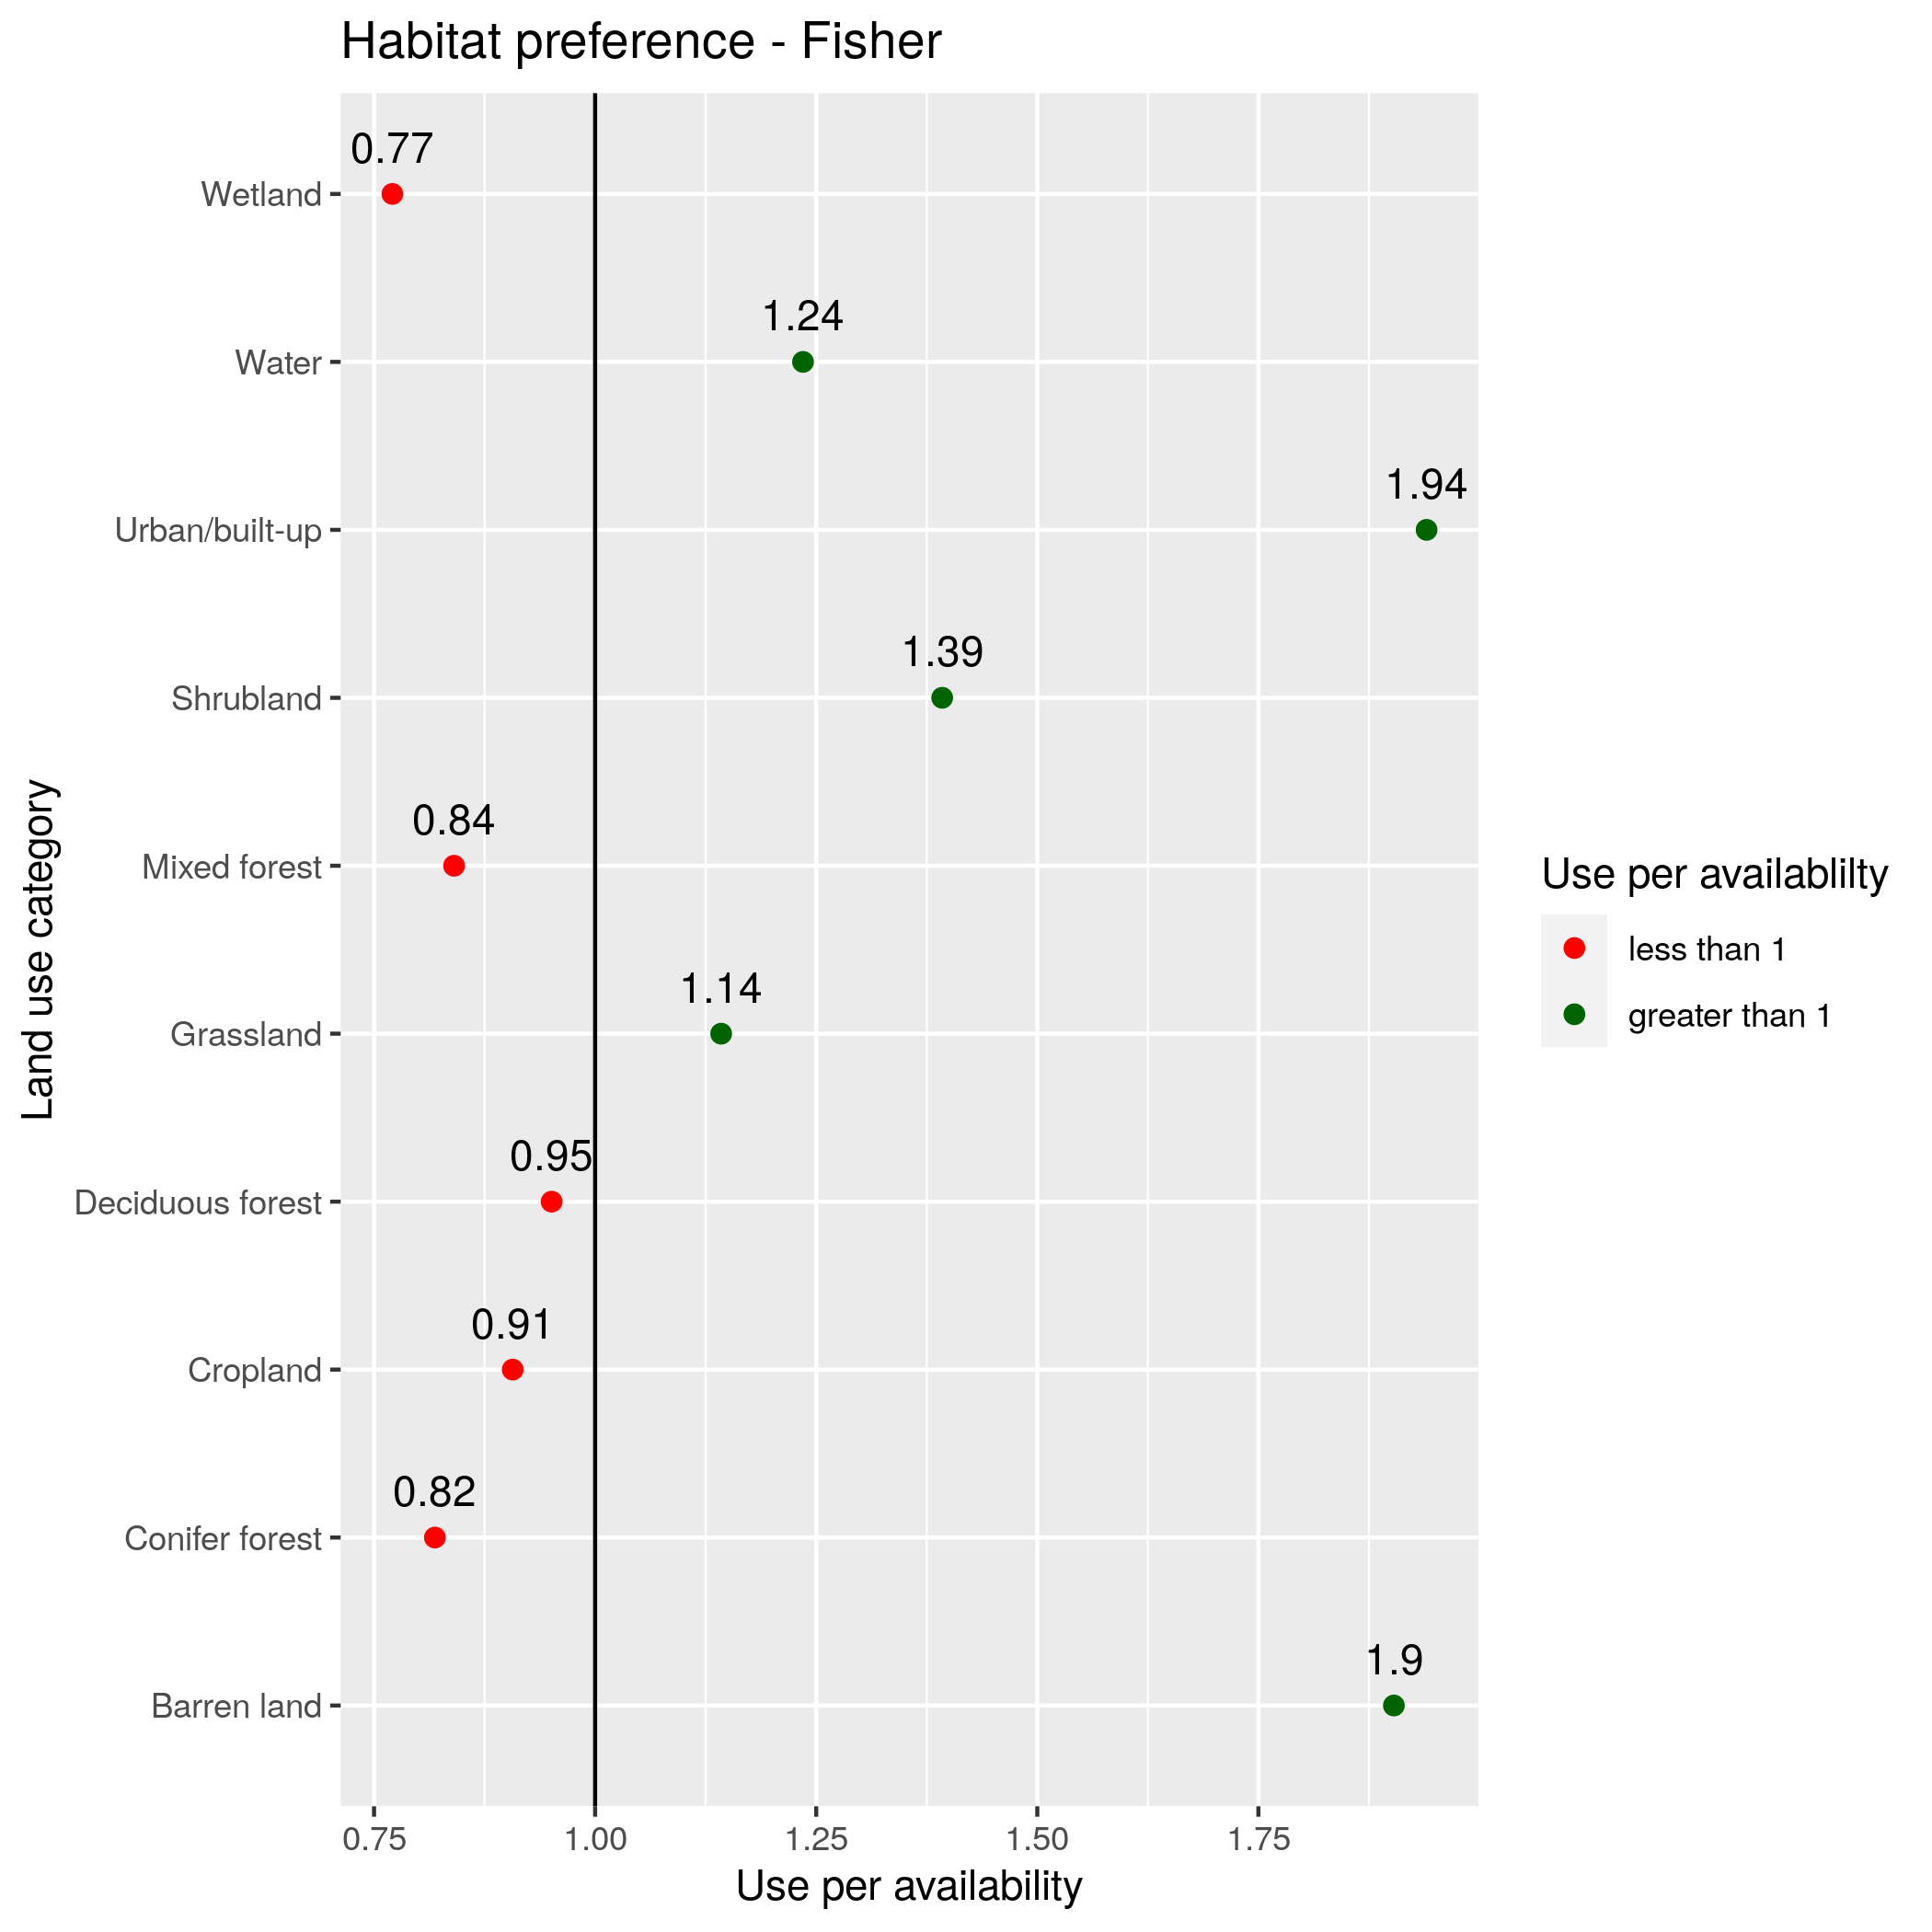 Habitat preference - Fisher
0.77
Wetland
1.24
Water
1.94
Urban/built-up
1.39
Shrubland
0.84
Mixed forest
1.14
Grassland
0.95
Deciduous forest
0.91
Cropland
0.82
Conifer forest
1.9
Barren land
0.75 1.00 1.25 1.50 1.75
Use per availability
Land use category
Use per availablilty
less than 1
greater than 1